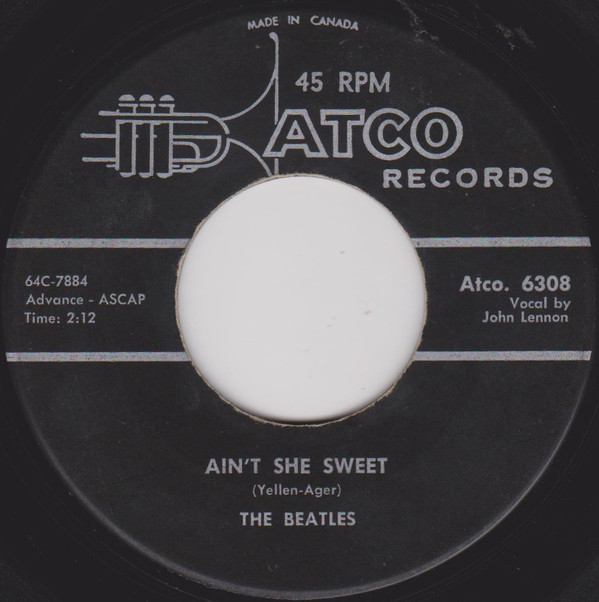 MADE IN CANADA
45 RPM
ATCO
RECORDS
64C-7884
Advance - ASCAP
Time: 2:12
Atco. 6308
Vocal by
John Lennon
AIN'T SHE SWEET
(Yellen-Ager)
THE BEATLES